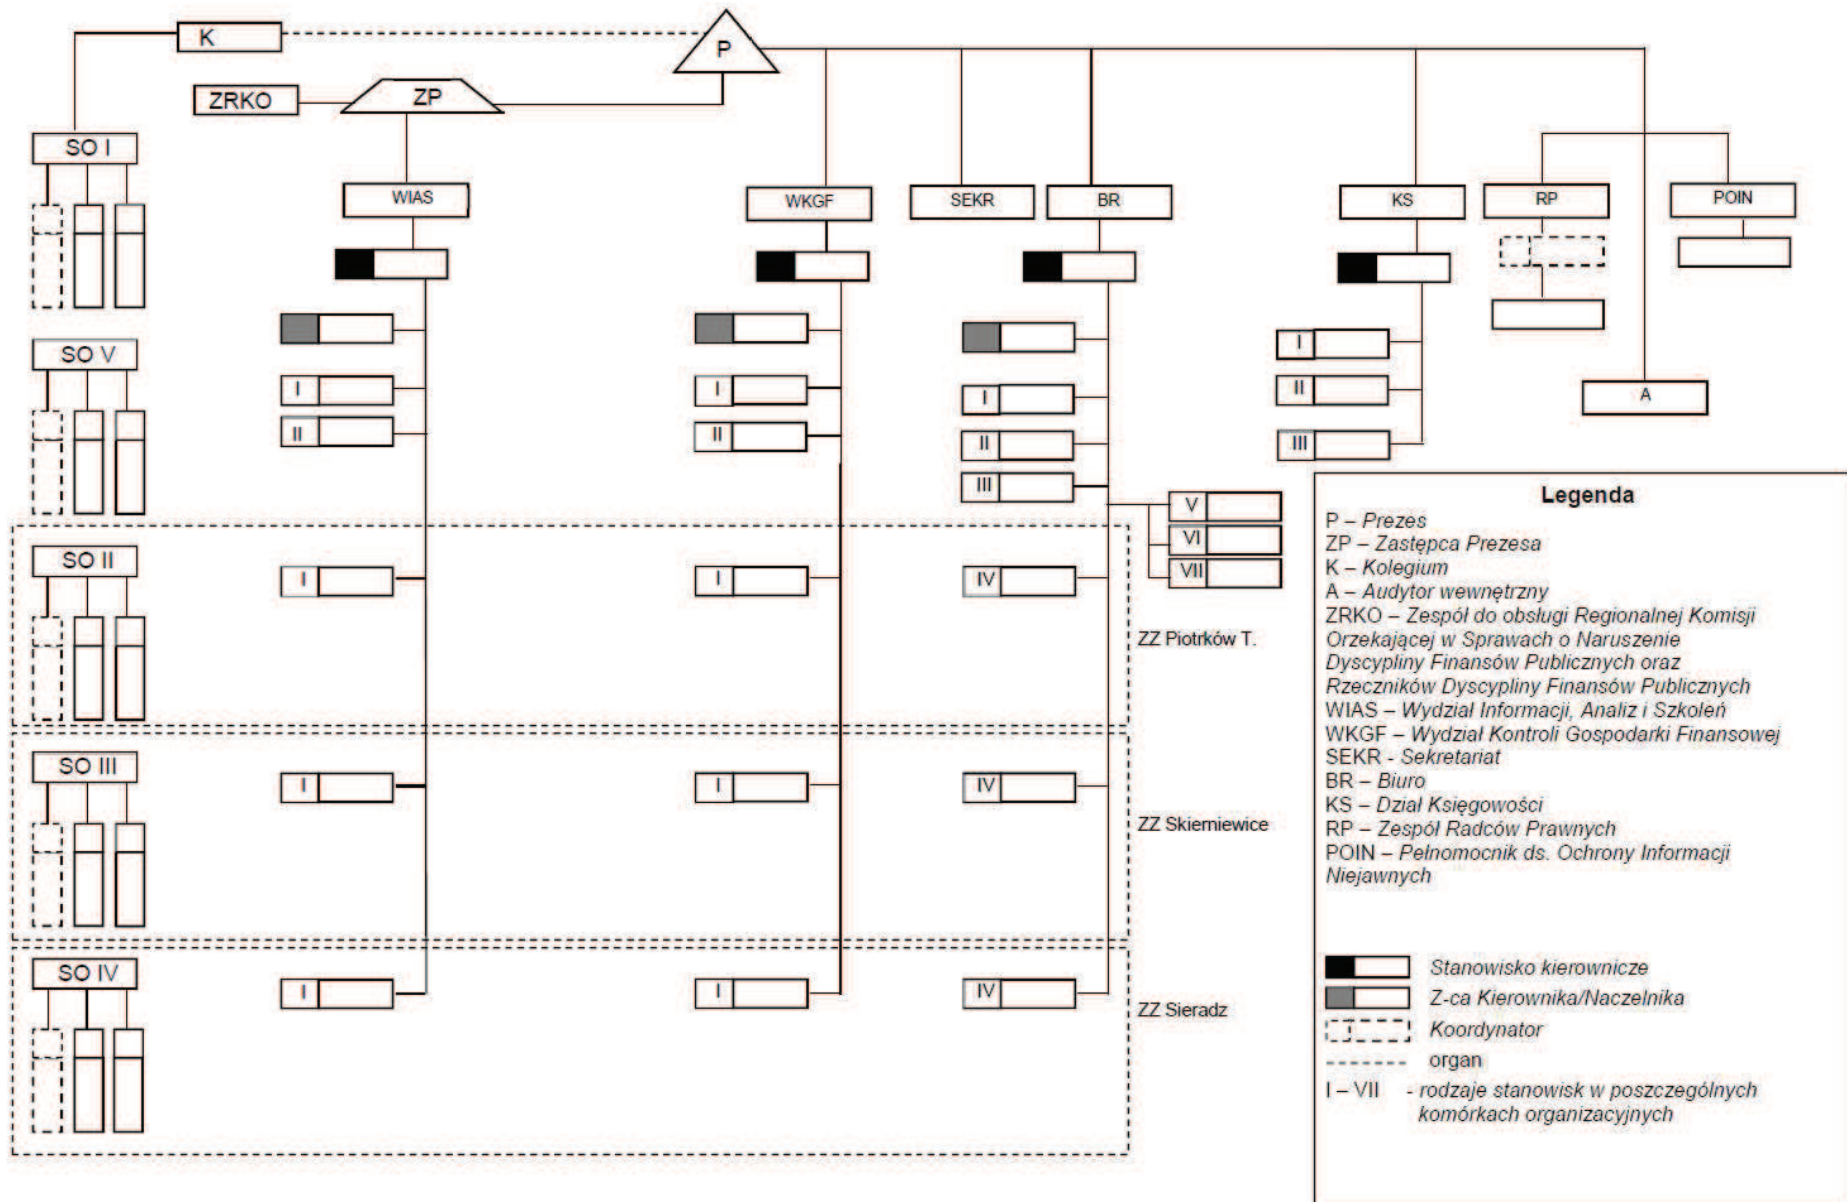 K
P
ZRKO
ZP
SO I
WIAS
WKGF
SEKR
BR
KS
RP
POIN
SO V
I
II
I
II
I
II
III
I
II
III
A
V
VI
VII
SO II
I
I
IV
ZZ Piotrków T.
SO III
I
I
IV
ZZ Skierniewice
SO IV
I
I
IV
ZZ Sieradz
Legenda
P – Prezes
ZP – Zastępca Prezesa
K – Kolegium
A – Audytor wewnętrzny
ZRKO – Zespół do obsługi Regionalnej Komisji
Orzekającej w Sprawach o Naruszenie
Dyscypliny Finansów Publicznych oraz
Rzeczników Dyscypliny Finansów Publicznych
WIAS – Wydział Informacji, Analiz i Szkoleń
WKGF – Wydział Kontroli Gospodarki Finansowej
SEKR - Sekretariat
BR – Biuro
KS – Dział Księgowości
RP – Zespół Radców Prawnych
POIN – Pełnomocnik ds. Ochrony Informacji
Niejawnych
Stanowisko kierownicze
Z-ca Kierownika/Naczelnika
Koordynator
organ
I – VII - rodzaje stanowisk w poszczególnych
komórkach organizacyjnych